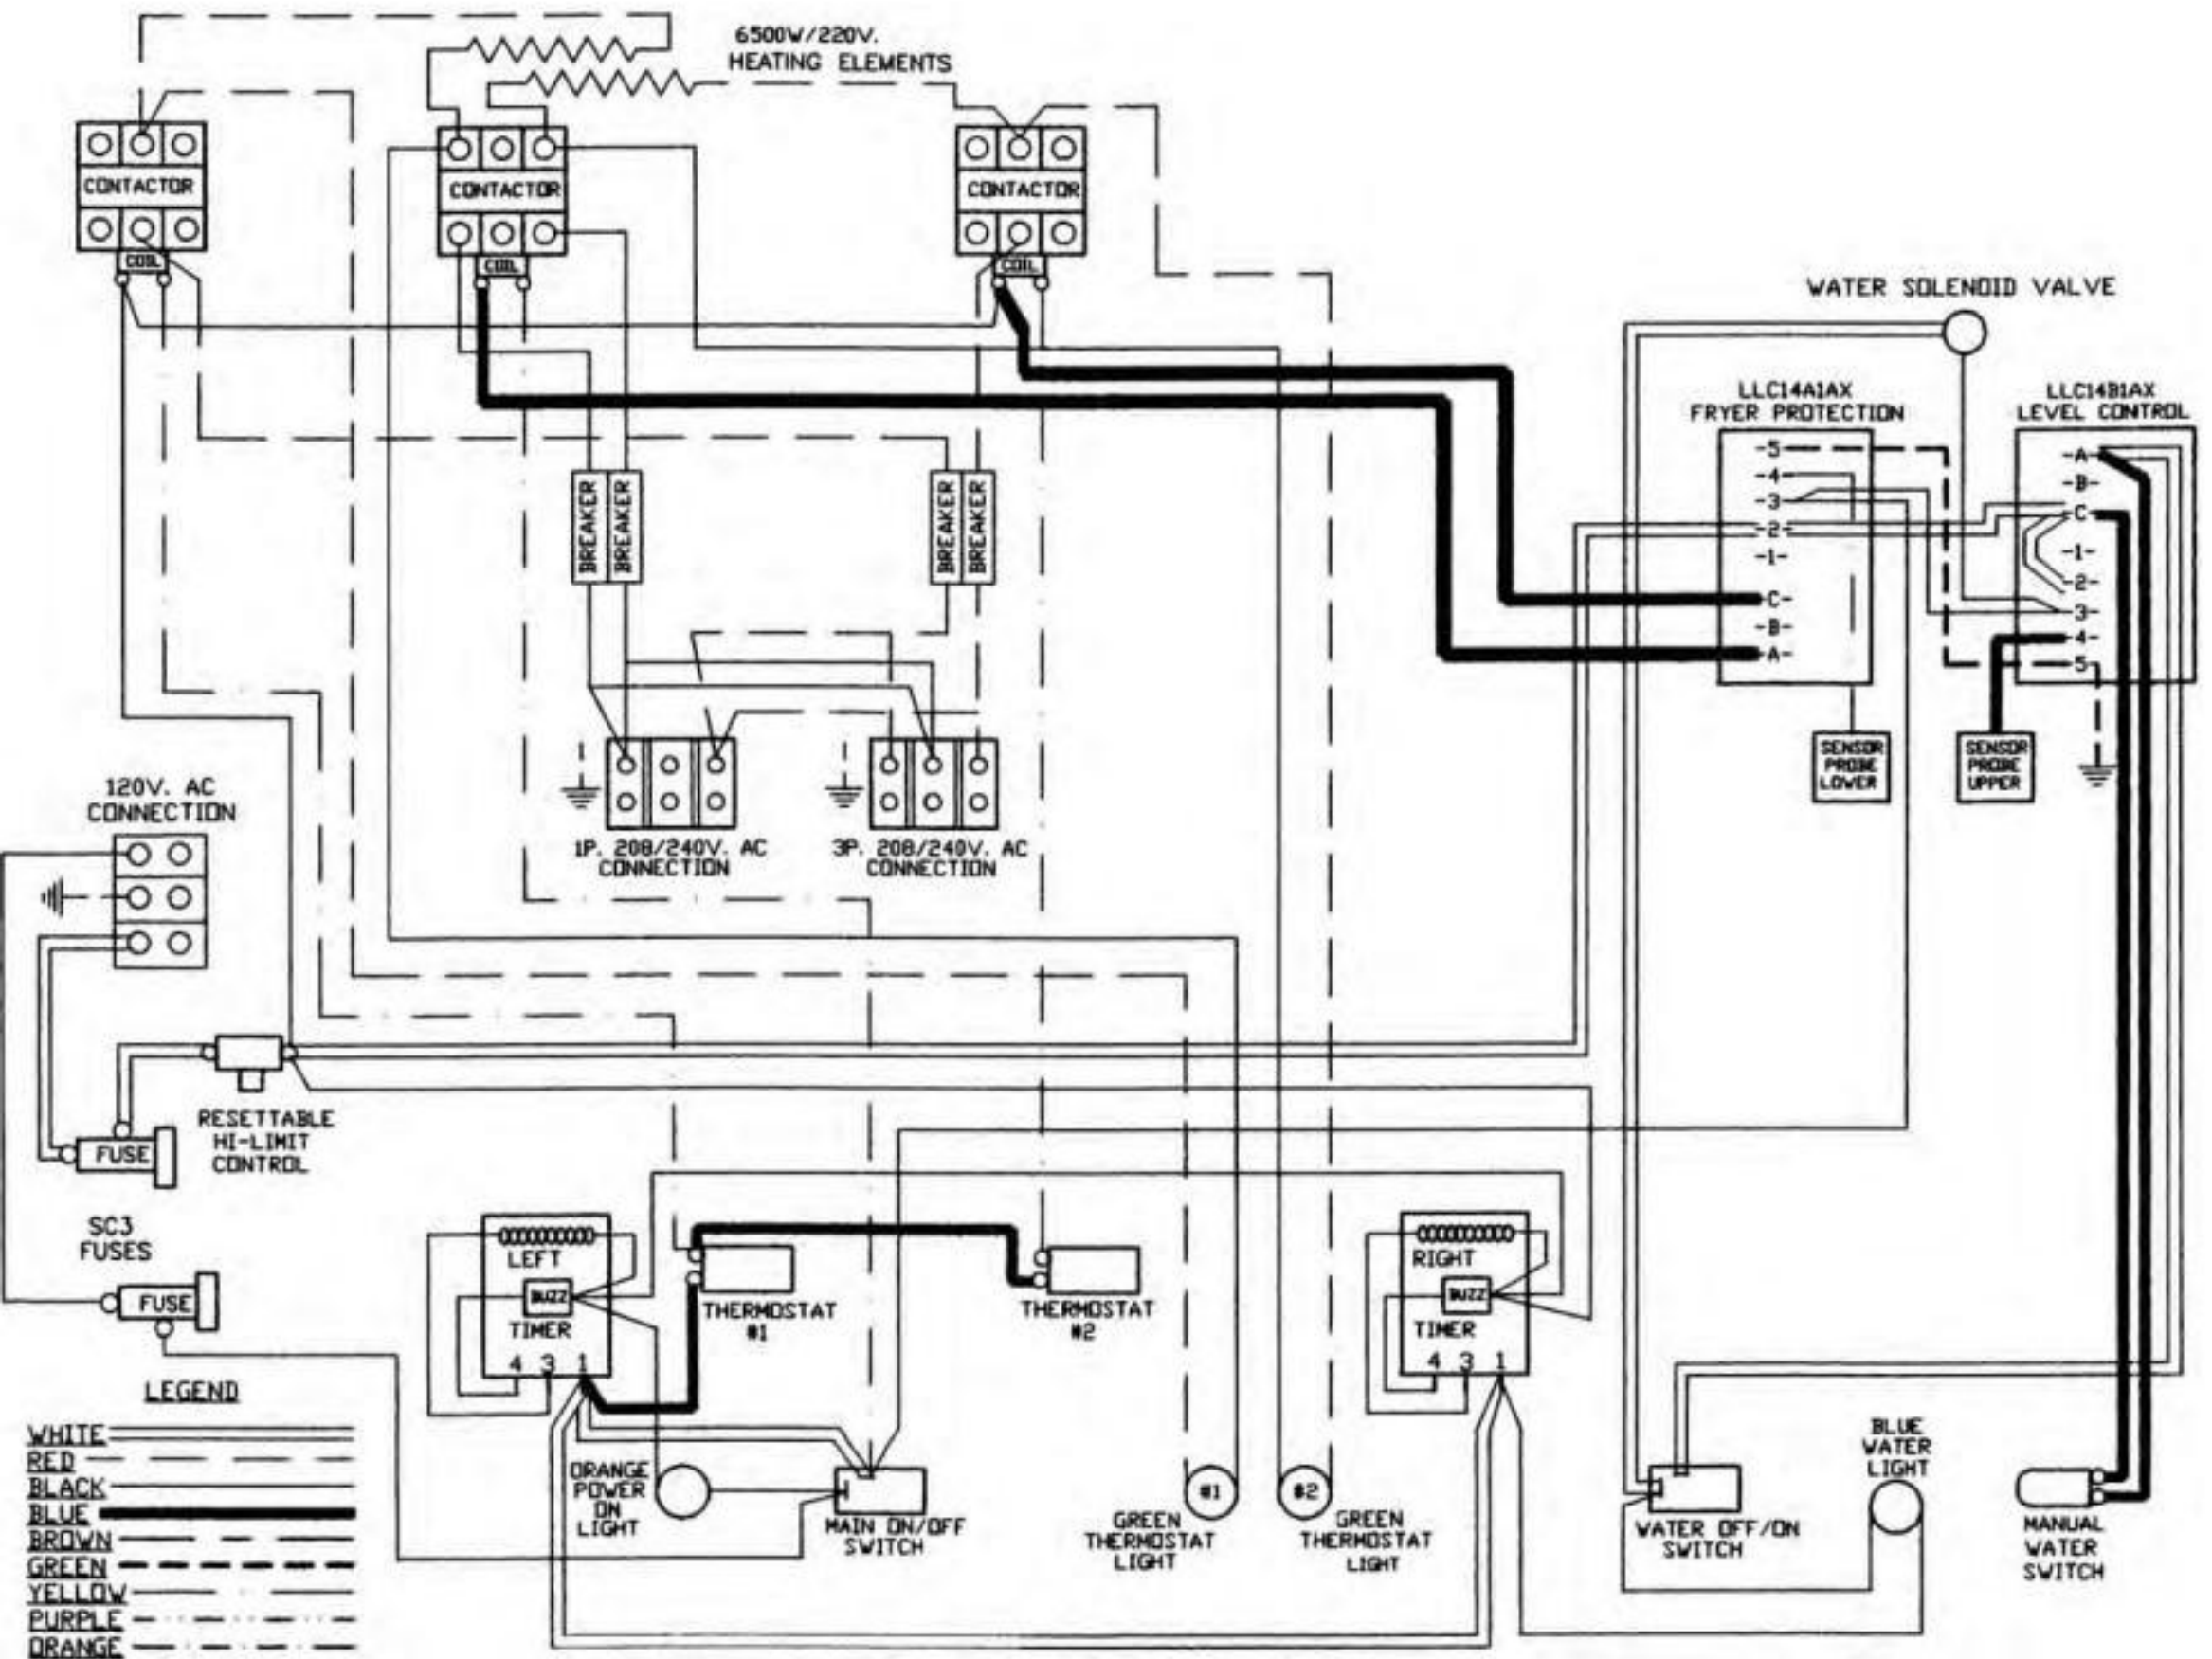 6500W/220V.
HEATING ELEMENTS
CONTACTOR
COIL
CONTACTOR
COIL
CONTACTOR
COIL
WATER SOLENOID VALVE
LLC14A1AX
FRYER PROTECTION
-5
-4-
-3-
-2-
-1-
-C-
-B-
-A-
LLC14B1AX
LEVEL CONTROL
-A-
-B-
-C-
-1-
-2-
-3-
-4-
-5-
BREAKER
BREAKER
BREAKER
BREAKER
SENSOR
PROBE
LOWER
SENSOR
PROBE
UPPER
120V. AC
CONNECTION
1P. 208/240V. AC
CONNECTION
3P. 208/240V. AC
CONNECTION
RESETTABLE
HI-LIMIT
CONTROL
FUSE
SC3
FUSES
FUSE
LEFT
BUZZ
TIMER
4 3 1
THERMOSTAT
#1
THERMOSTAT
#2
RIGHT
BUZZ
TIMER
4 3 1
LEGEND
WHITE
RED
BLACK
BLUE
BROWN
GREEN
YELLOW
PURPLE
ORANGE
ORANGE
POWER
ON
LIGHT
MAIN ON/OFF
SWITCH
#1
GREEN
THERMOSTAT
LIGHT
#2
GREEN
THERMOSTAT
LIGHT
WATER OFF/ON
SWITCH
BLUE
WATER
LIGHT
MANUAL
WATER
SWITCH